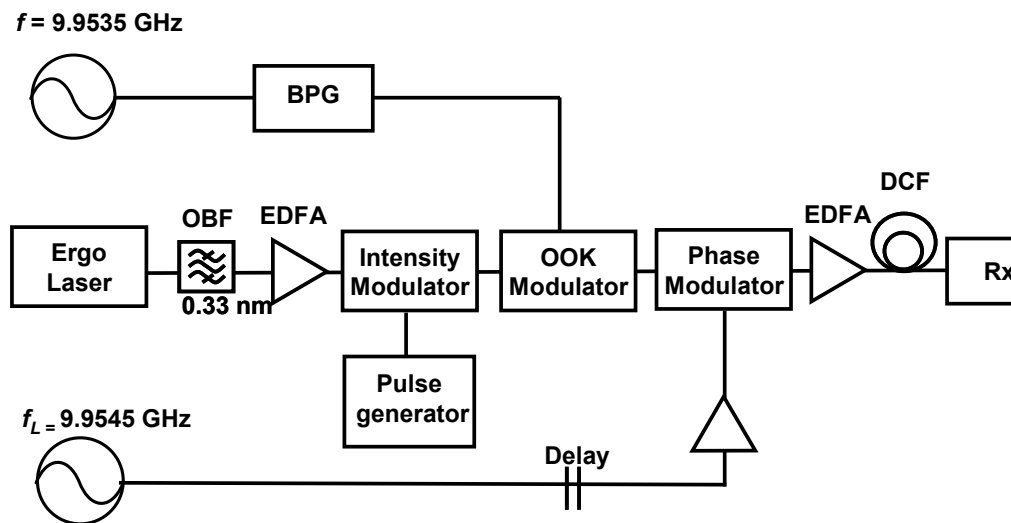 f = 9.9535 GHz
BPG
DCF
OBF
EDFA
EDFA
Ergo
Laser
Intensity
Modulator
OOK
Modulator
Phase
Modulator
Rx
0.33 nm
Pulse
generator
fL = 9.9545 GHz
Delay